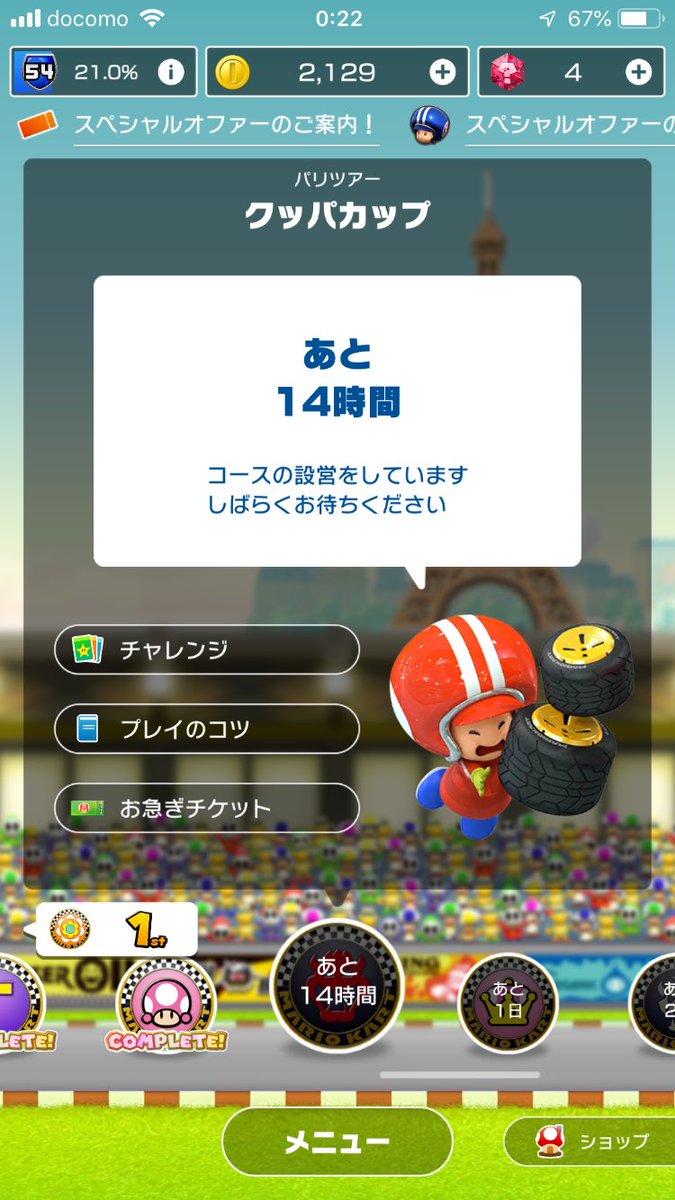 docomo 0:22 67%
54 21.0% 2,129 4
スペシャルオファーのご案内！ スペシャルオファーの
パリツアー
クッパカップ
あと
14時間
コースの設営をしています
しばらくお待ちください
チャレンジ
プレイのコツ
お急ぎチケット
1st
LETE!
COMPLETE!
あと
14時間
MARIO KART
あと
1日
メニュー
ショップ